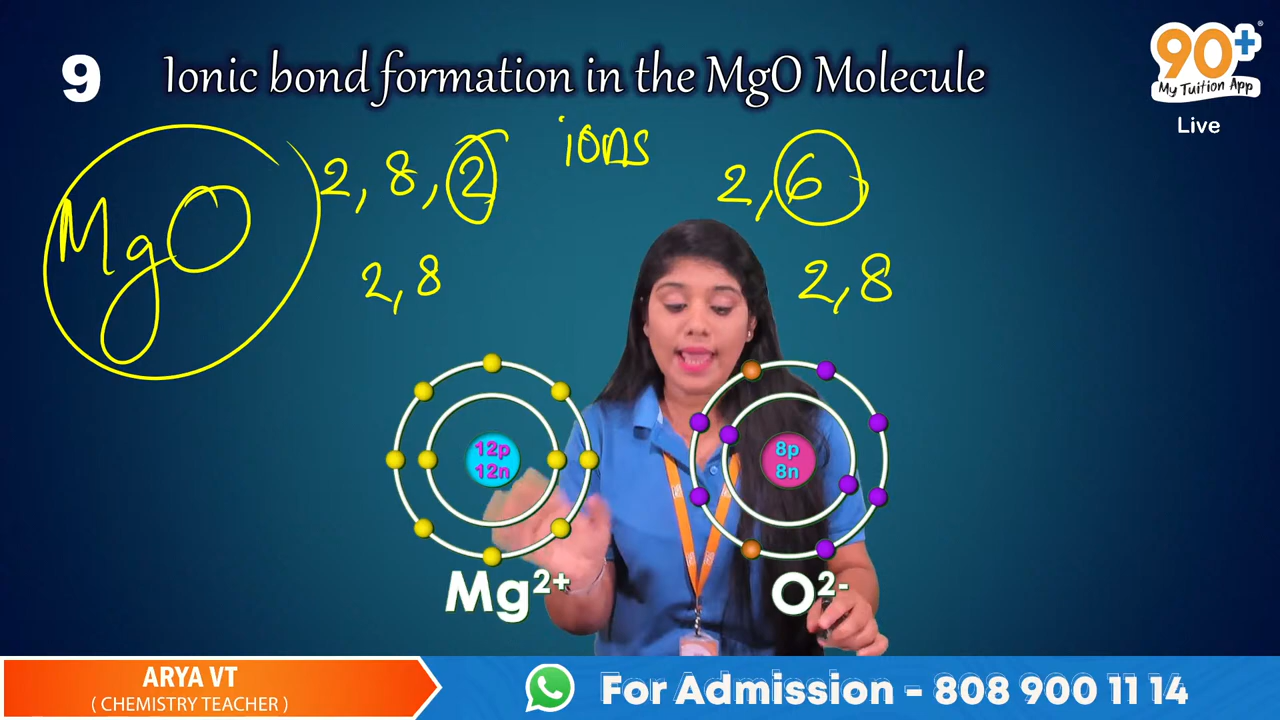 9 Ionic bond formation in the MgO Molecule
90+
My Tuition App
Live
MgO
2, 8, 2
ions
2, 6
2, 8
2, 8
12p
12n
8p
8n
Mg2+
O2-
ARYA VT
( CHEMISTRY TEACHER )
For Admission - 808 900 11 14